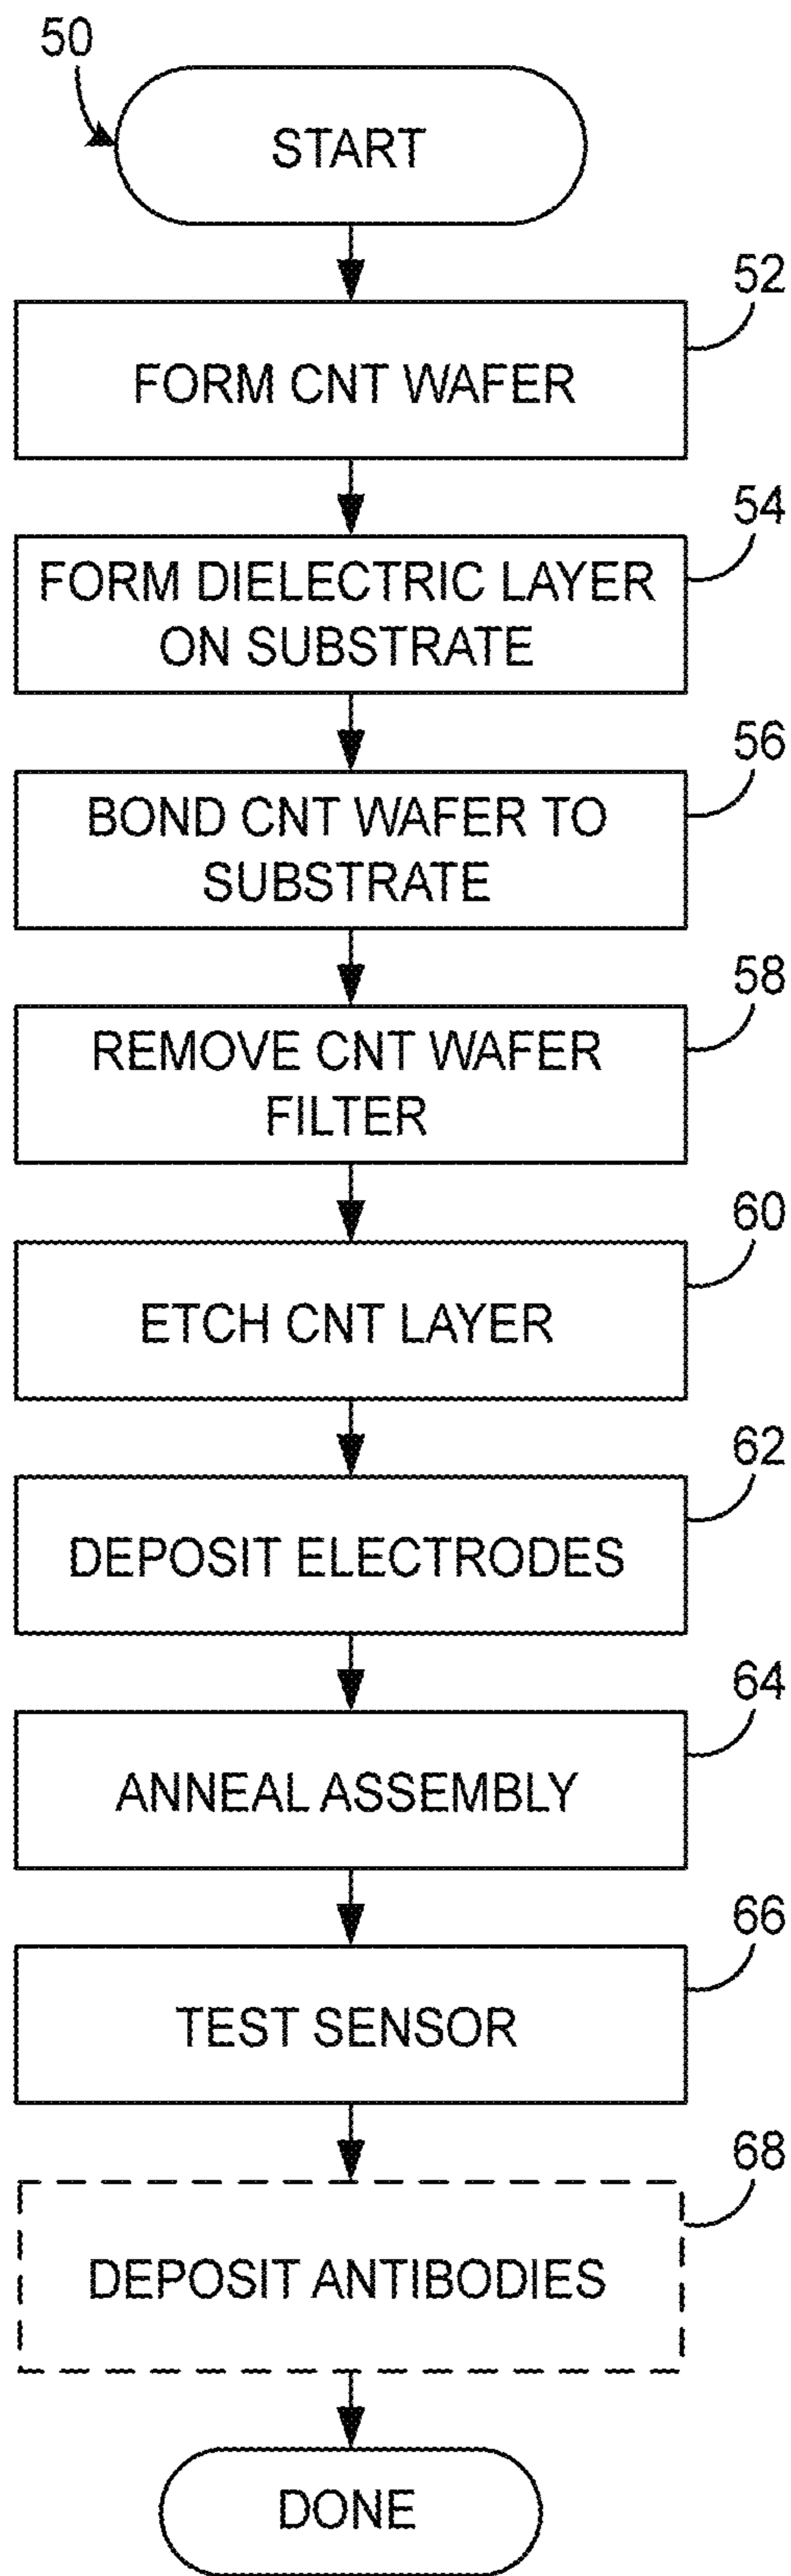 50
START
52
FORM CNT WAFER
54
FORM DIELECTRIC LAYER
ON SUBSTRATE
56
BOND CNT WAFER TO
SUBSTRATE
58
REMOVE CNT WAFER
FILTER
60
ETCH CNT LAYER
62
DEPOSIT ELECTRODES
64
ANNEAL ASSEMBLY
66
TEST SENSOR
68
DEPOSIT ANTIBODIES
DONE